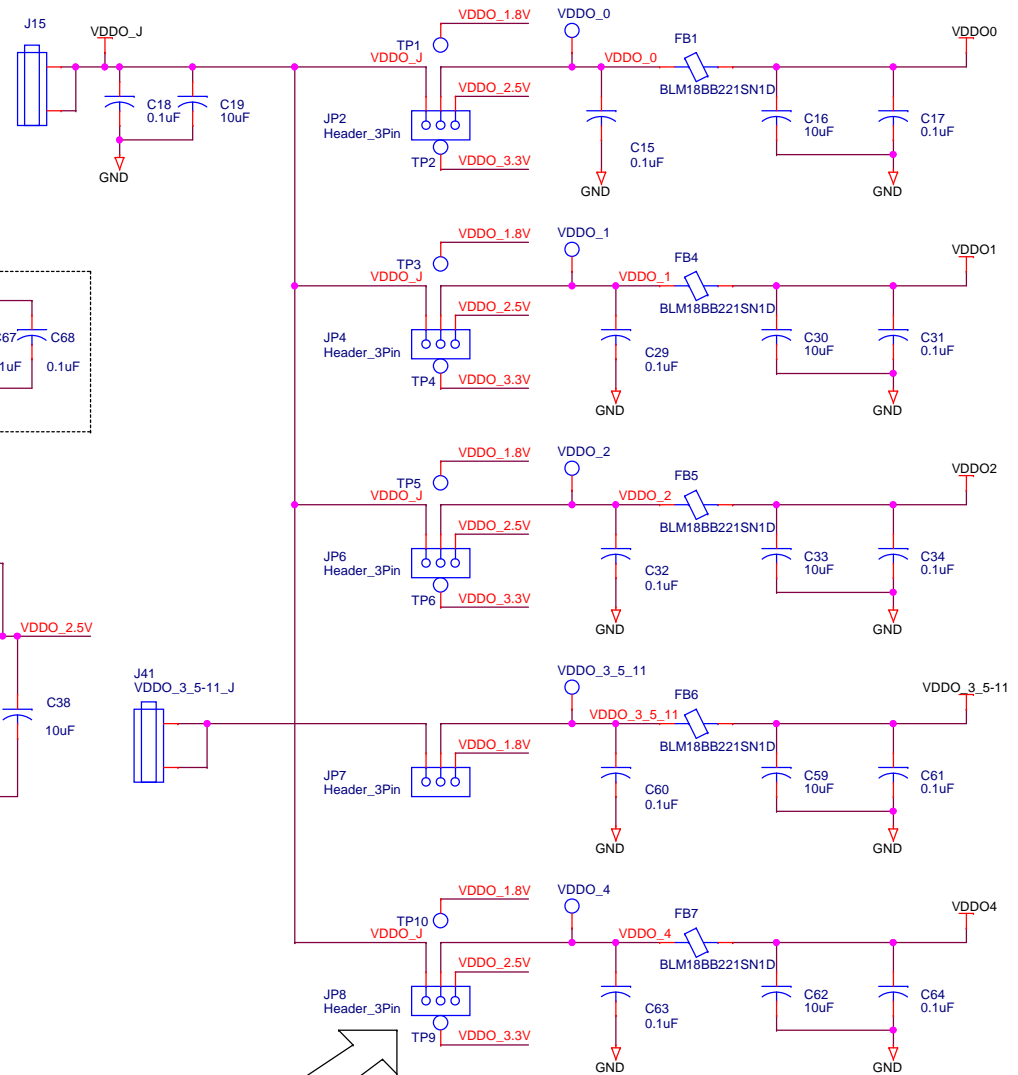 J15
VDDO_J
C18
0.1uF
C19
10uF
GND
VDDO_1.8V
TP1
VDDO_J
VDDO_2.5V
JP2
Header_3Pin
TP2
VDDO_3.3V
VDDO_0
VDDO_0
FB1
BLM18BB221SN1D
C15
0.1uF
GND
C16
10uF
C17
0.1uF
VDDO0
GND
VDDO_1.8V
TP3
VDDO_J
VDDO_2.5V
JP4
Header_3Pin
TP4
VDDO_3.3V
VDDO_1
VDDO_1
FB4
BLM18BB221SN1D
C29
0.1uF
GND
C30
10uF
C31
0.1uF
VDDO1
GND
C68
0.1uF
VDDO_1.8V
TP5
VDDO_J
VDDO_2.5V
JP6
Header_3Pin
TP6
VDDO_3.3V
VDDO_2
VDDO_2
FB5
BLM18BB221SN1D
C32
0.1uF
GND
C33
10uF
C34
0.1uF
VDDO2
GND
VDDO_2.5V
C38
10uF
J41
VDDO_3_5-11_J
VDDO_1.8V
JP7
Header_3Pin
VDDO_3_5_11
VDDO_3_5_11
FB6
BLM18BB221SN1D
C60
0.1uF
GND
C59
10uF
C61
0.1uF
VDDO_3_5-11
GND
VDDO_1.8V
TP10
VDDO_J
VDDO_2.5V
JP8
Header_3Pin
TP9
VDDO_3.3V
VDDO_4
VDDO_4
FB7
BLM18BB221SN1D
C63
0.1uF
GND
C62
10uF
C64
0.1uF
VDDO4
GND